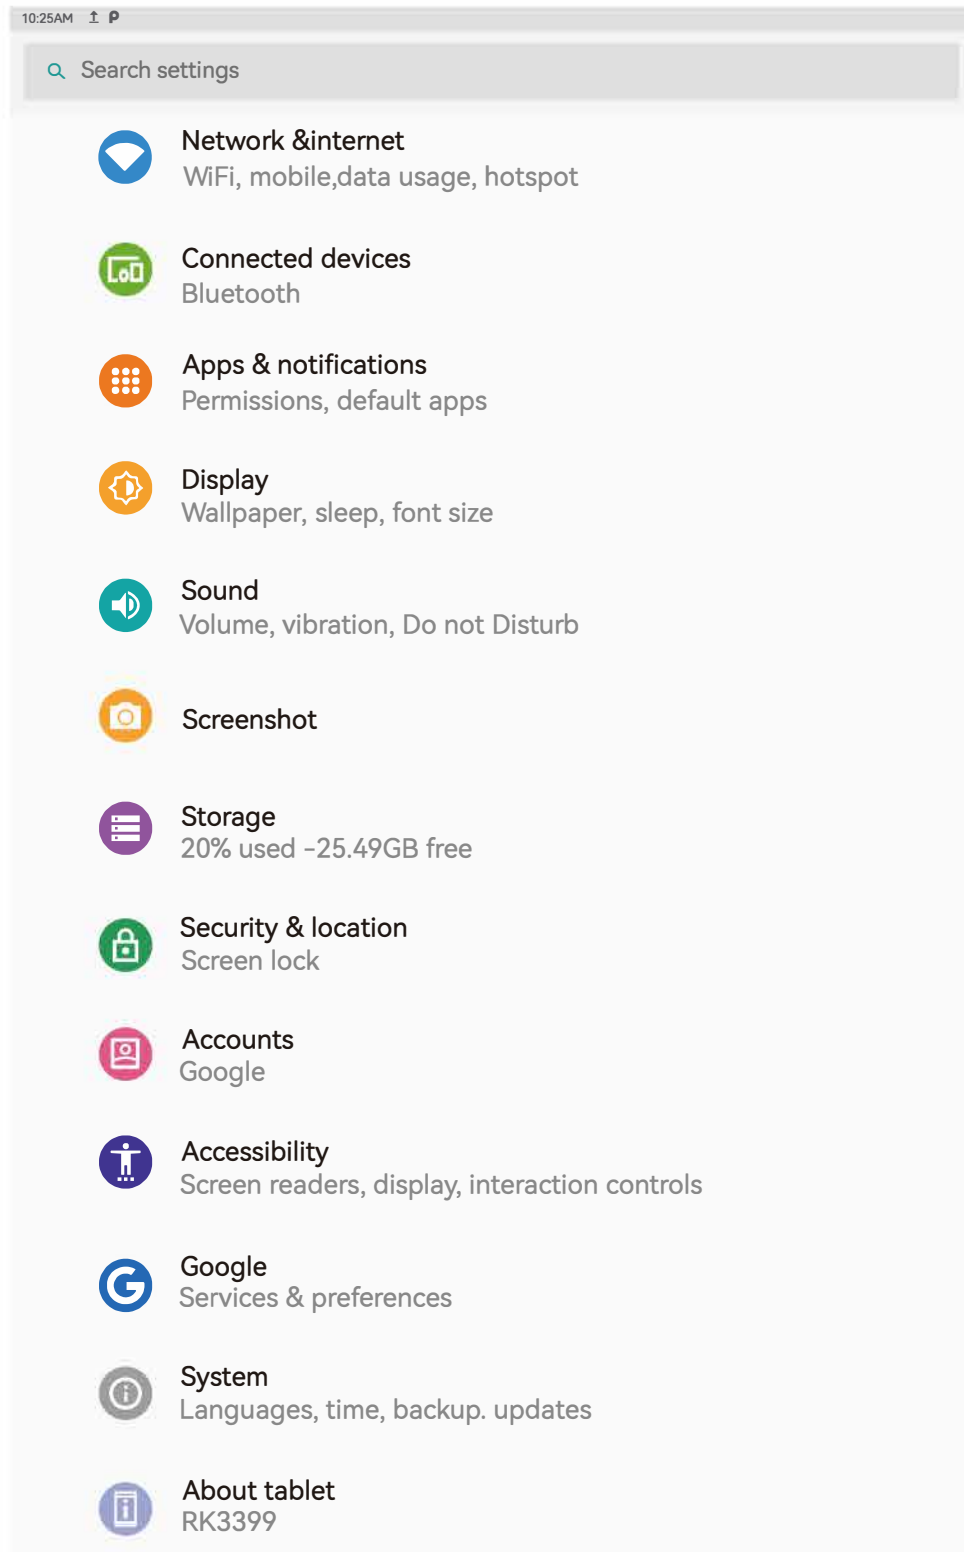 10:25AM
Search settings
Network &internet
WiFi, mobile,data usage, hotspot
Connected devices
Bluetooth
Apps & notifications
Permissions, default apps
Display
Wallpaper, sleep, font size
Sound
Volume, vibration, Do not Disturb
Screenshot
Storage
20% used -25.49GB free
Security & location
Screen lock
Accounts
Google
Accessibility
Screen readers, display, interaction controls
Google
Services & preferences
System
Languages, time, backup. updates
About tablet
RK3399